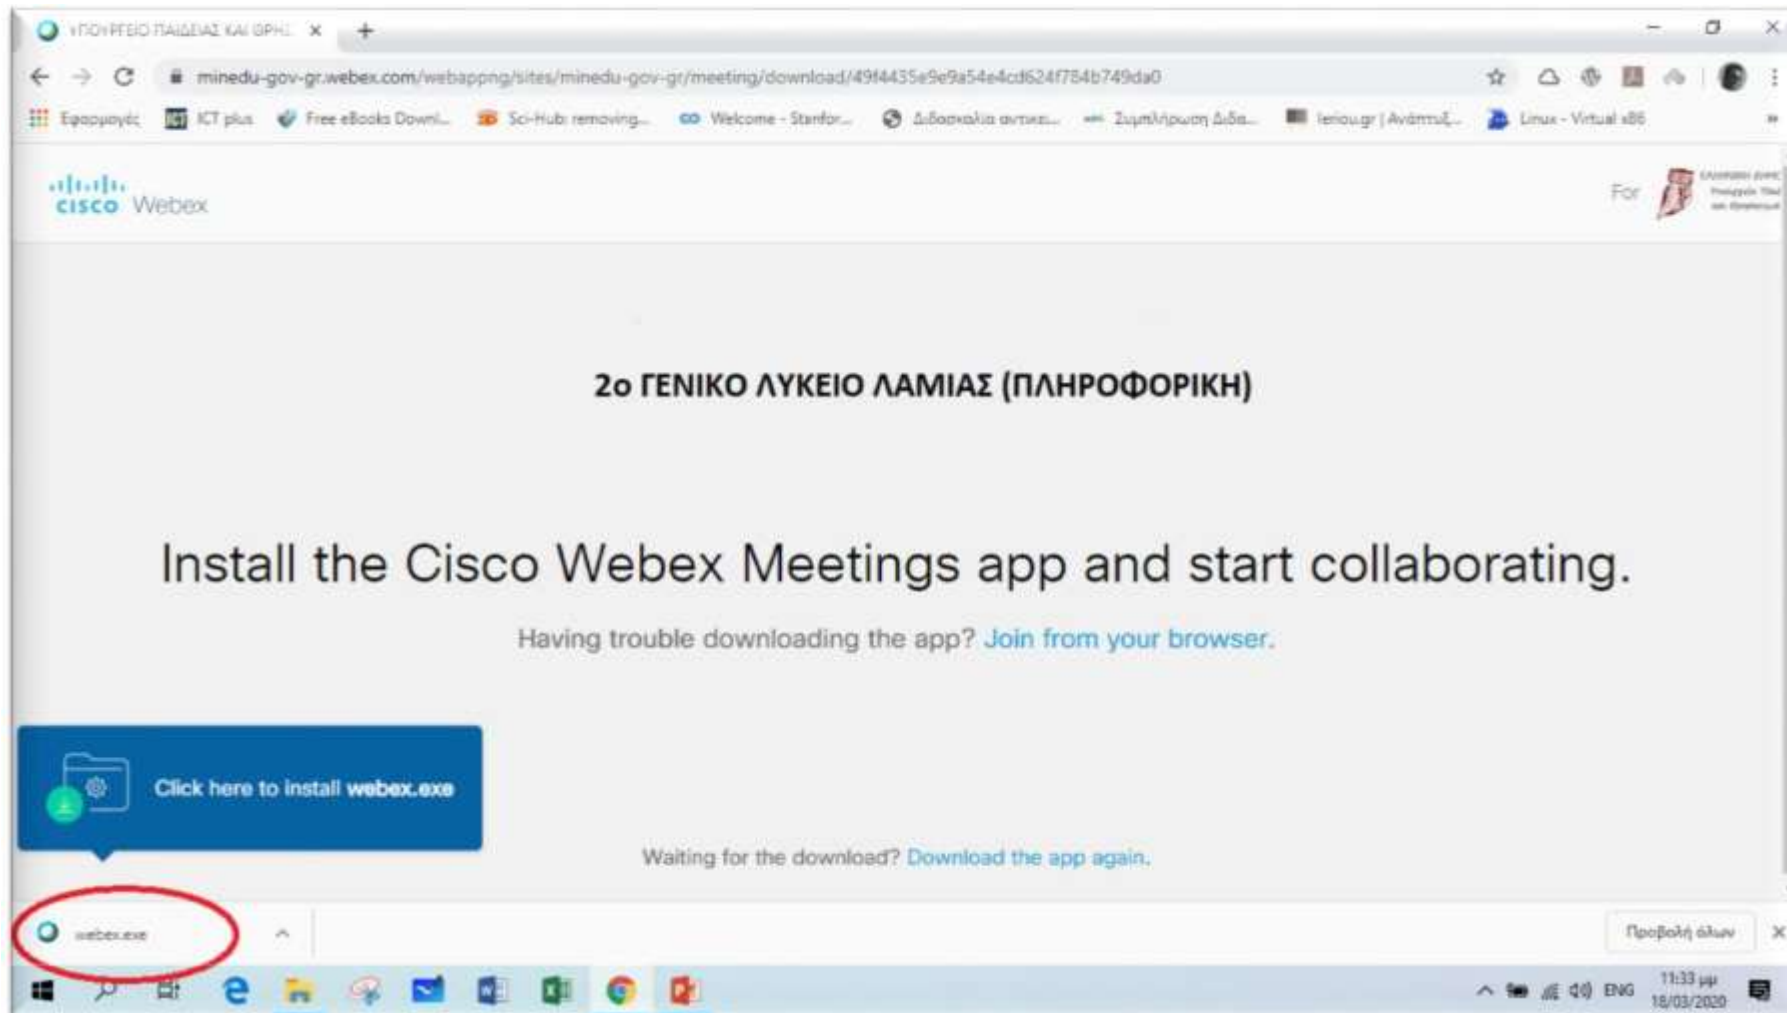 ΥΠΟΥΡΓΕΙΟ ΠΑΙΔΕΙΑΣ ΚΑΙ ΘΡΗΣ
minedu-gov-gr.webex.com/webappng/sites/minedu-gov-gr/meeting/download/49f4435e9e9a54e4cd624f784b749da0
Εφαρμογές ICT plus Free eBooks Downl... Sci-Hub: removing... Welcome - Stanfor... Διδασκαλία αντικει... Συμπλήρωση Διδα... leriou.gr | Ανάπτυξ... Linux - Virtual x86 »
CISCO Webex
For
2ο ΓΕΝΙΚΟ ΛΥΚΕΙΟ ΛΑΜΙΑΣ (ΠΛΗΡΟΦΟΡΙΚΗ)
Install the Cisco Webex Meetings app and start collaborating.
Having trouble downloading the app? Join from your browser.
Click here to install webex.exe
Waiting for the download? Download the app again.
webex.exe
Προβολή όλων
ENG 11:33 μμ
18/03/2020